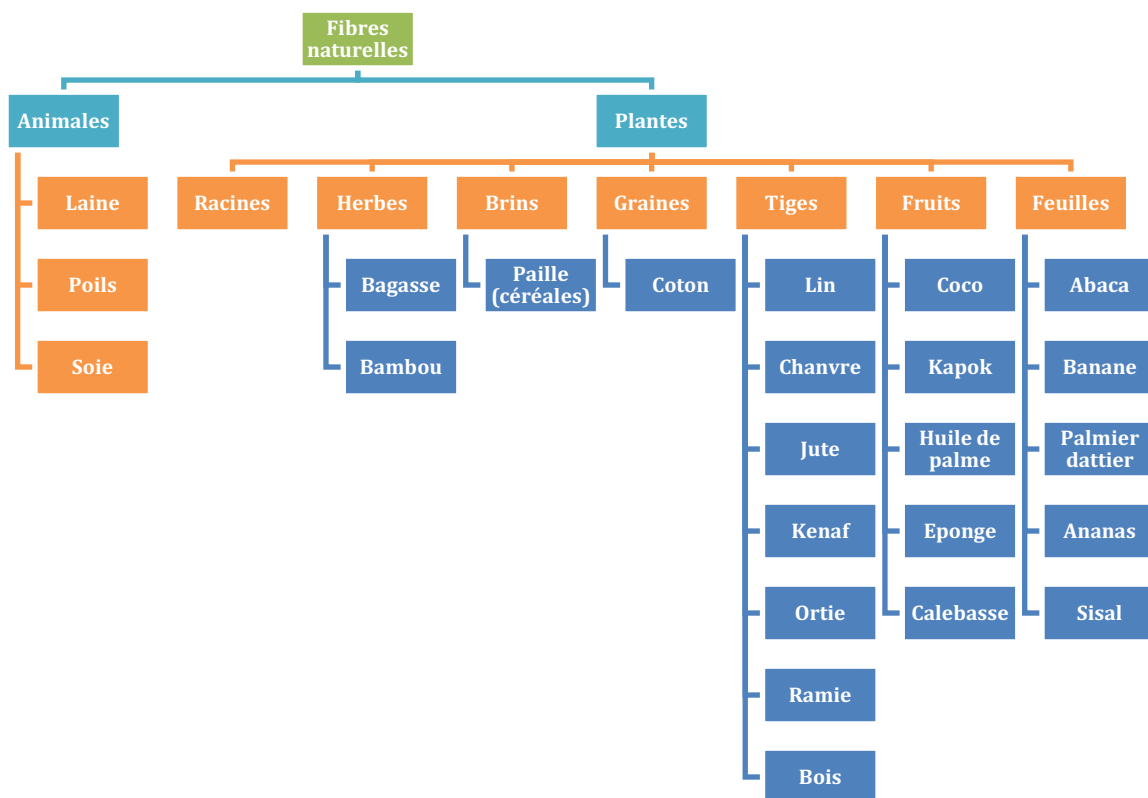 Fibres
naturelles
Animales
Plantes
Laine
Racines
Herbes
Brins
Graines
Tiges
Fruits
Feuilles
Poils
Bagasse
Paille
(céréales)
Coton
Lin
Coco
Abaca
Soie
Bambou
Chanvre
Kapok
Banane
Jute
Huile de
palme
Palmier
dattier
Kenaf
Eponge
Ananas
Ortie
Calebasse
Sisal
Ramie
Bois